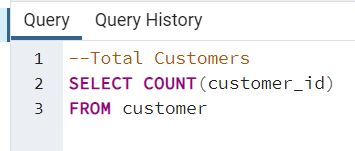 Query Query History
1 --Total Customers
2 SELECT COUNT(customer_id)
3 FROM customer